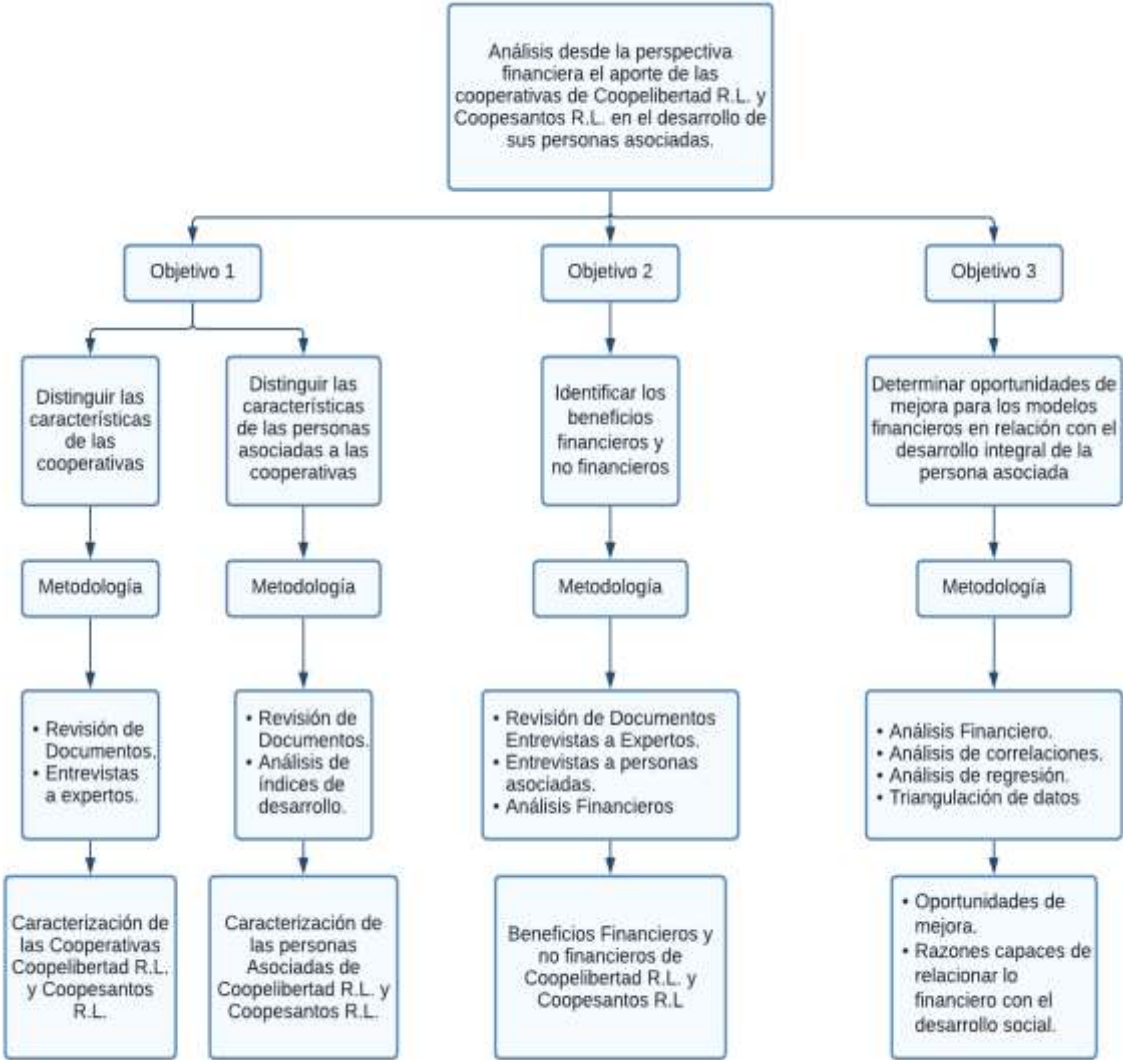 Análisis desde la perspectiva
financiera el aporte de las
cooperativas de Coopelibertad R.L. y
Coopesantos R.L. en el desarrollo de
sus personas asociadas.
Objetivo 1
Objetivo 2
Objetivo 3
Distinguir las
características
de las
cooperativas
Distinguir las
características
de las personas
asociadas a las
cooperativas
Identificar los
beneficios
financieros y
no financieros
Determinar oportunidades de
mejora para los modelos
financieros en relación con el
desarrollo integral de la
persona asociada
Metodología
Metodología
Metodología
Metodología
• Revisión de
Documentos.
• Entrevistas
a expertos.
• Revisión de
Documentos.
• Análisis de
índices de
desarrollo.
• Revisión de Documentos
Entrevistas a Expertos.
• Entrevistas a personas
asociadas.
• Análisis Financieros
• Análisis Financiero.
• Análisis de correlaciones.
• Análisis de regresión.
• Triangulación de datos
Caracterización de
las Cooperativas
Coopelibertad R.L.
y Coopesantos
R.L.
Caracterización de
las personas
Asociadas de
Coopelibertad R.L. y
Coopesantos R.L.
Beneficios Financieros y
no financieros de
Coopelibertad R.L. y
Coopesantos R.L
• Oportunidades de
mejora.
• Razones capaces de
relacionar lo
financiero con el
desarrollo social.